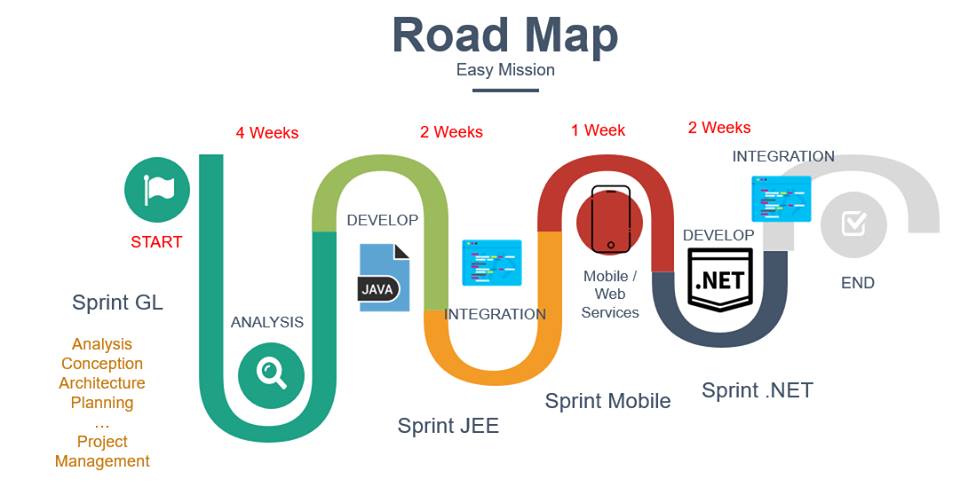 Road Map
Easy Mission
4 Weeks
2 Weeks
1 Week
2 Weeks
START
Sprint GL
Analysis
Conception
Architecture
Planning
...
Project
Management
ANALYSIS
DEVELOP
JAVA
INTEGRATION
Sprint JEE
Mobile /
Web
Services
Sprint Mobile
DEVELOP
.NET
INTEGRATION
Sprint .NET
END